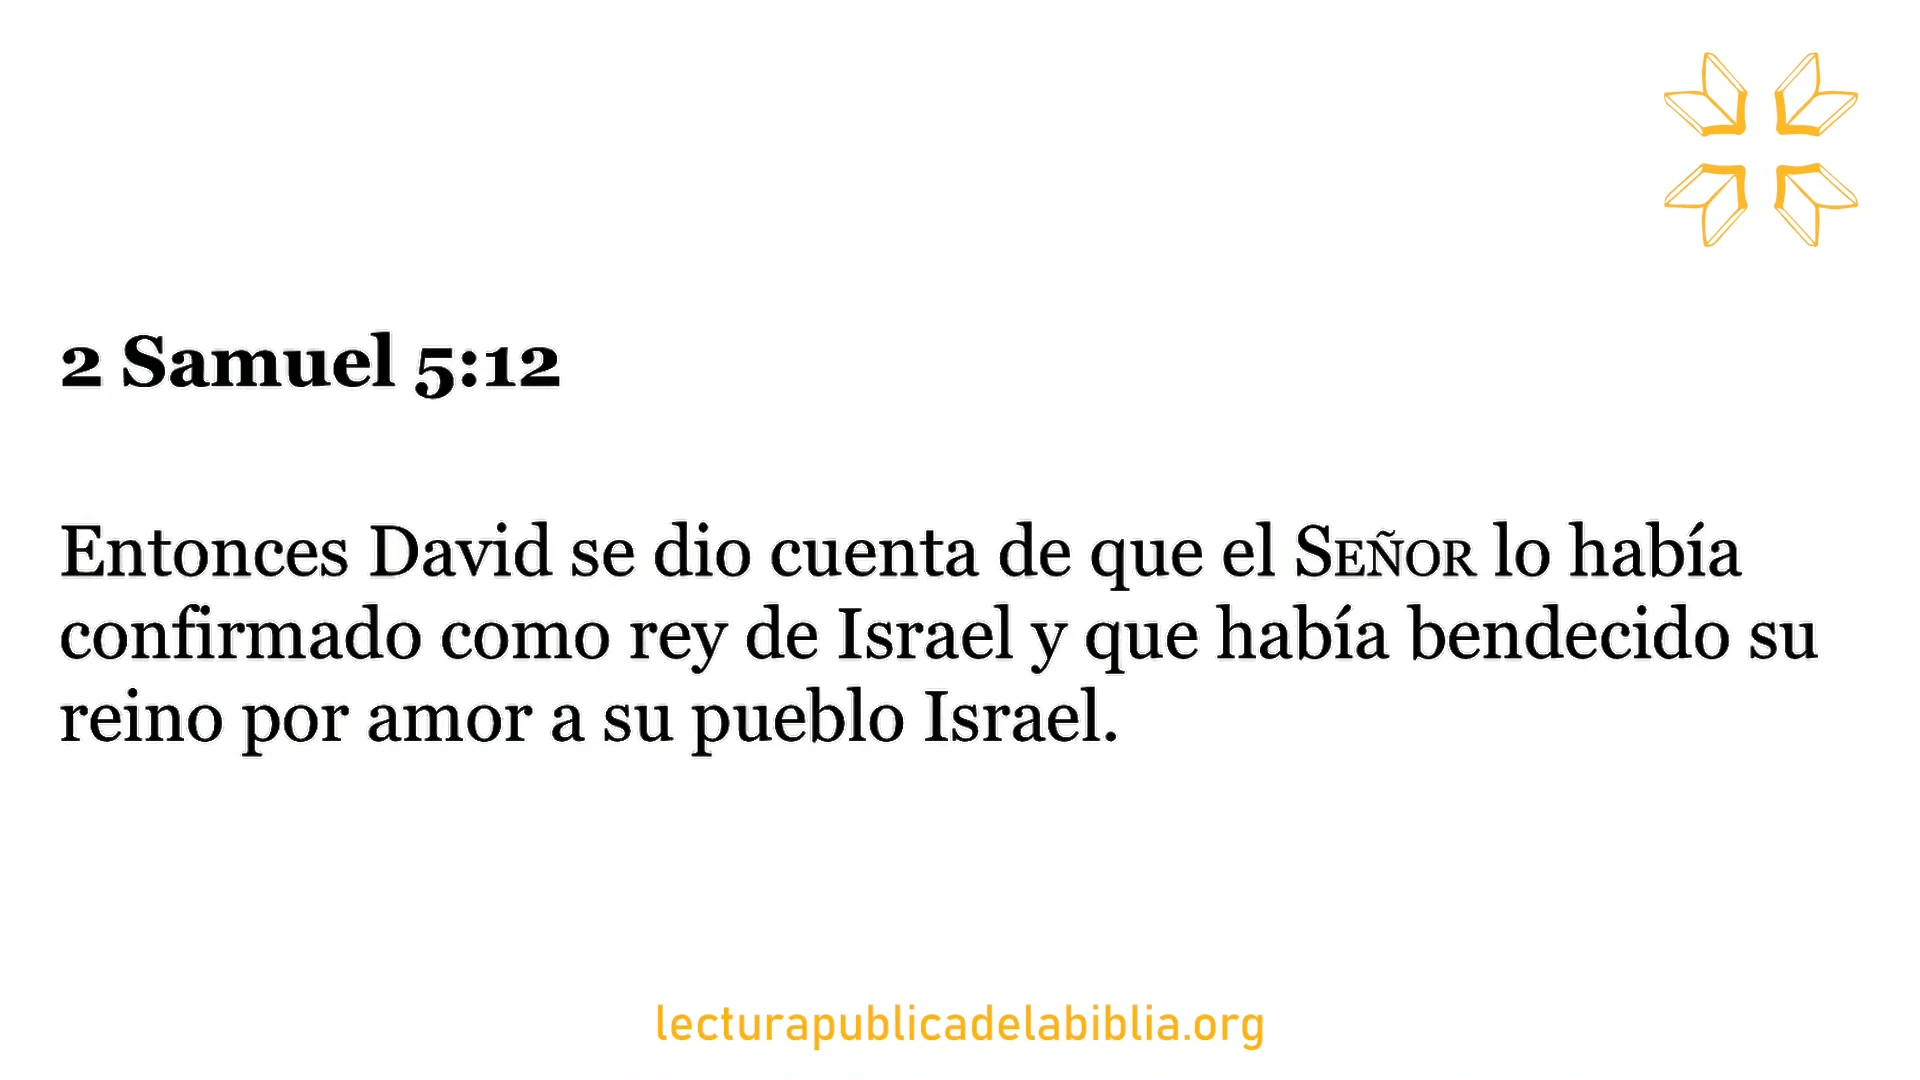 2 Samuel 5:12
Entonces David se dio cuenta de que el SEÑOR lo había
confirmado como rey de Israel y que había bendecido su
reino por amor a su pueblo Israel.
lecturapublicadelabiblia.org